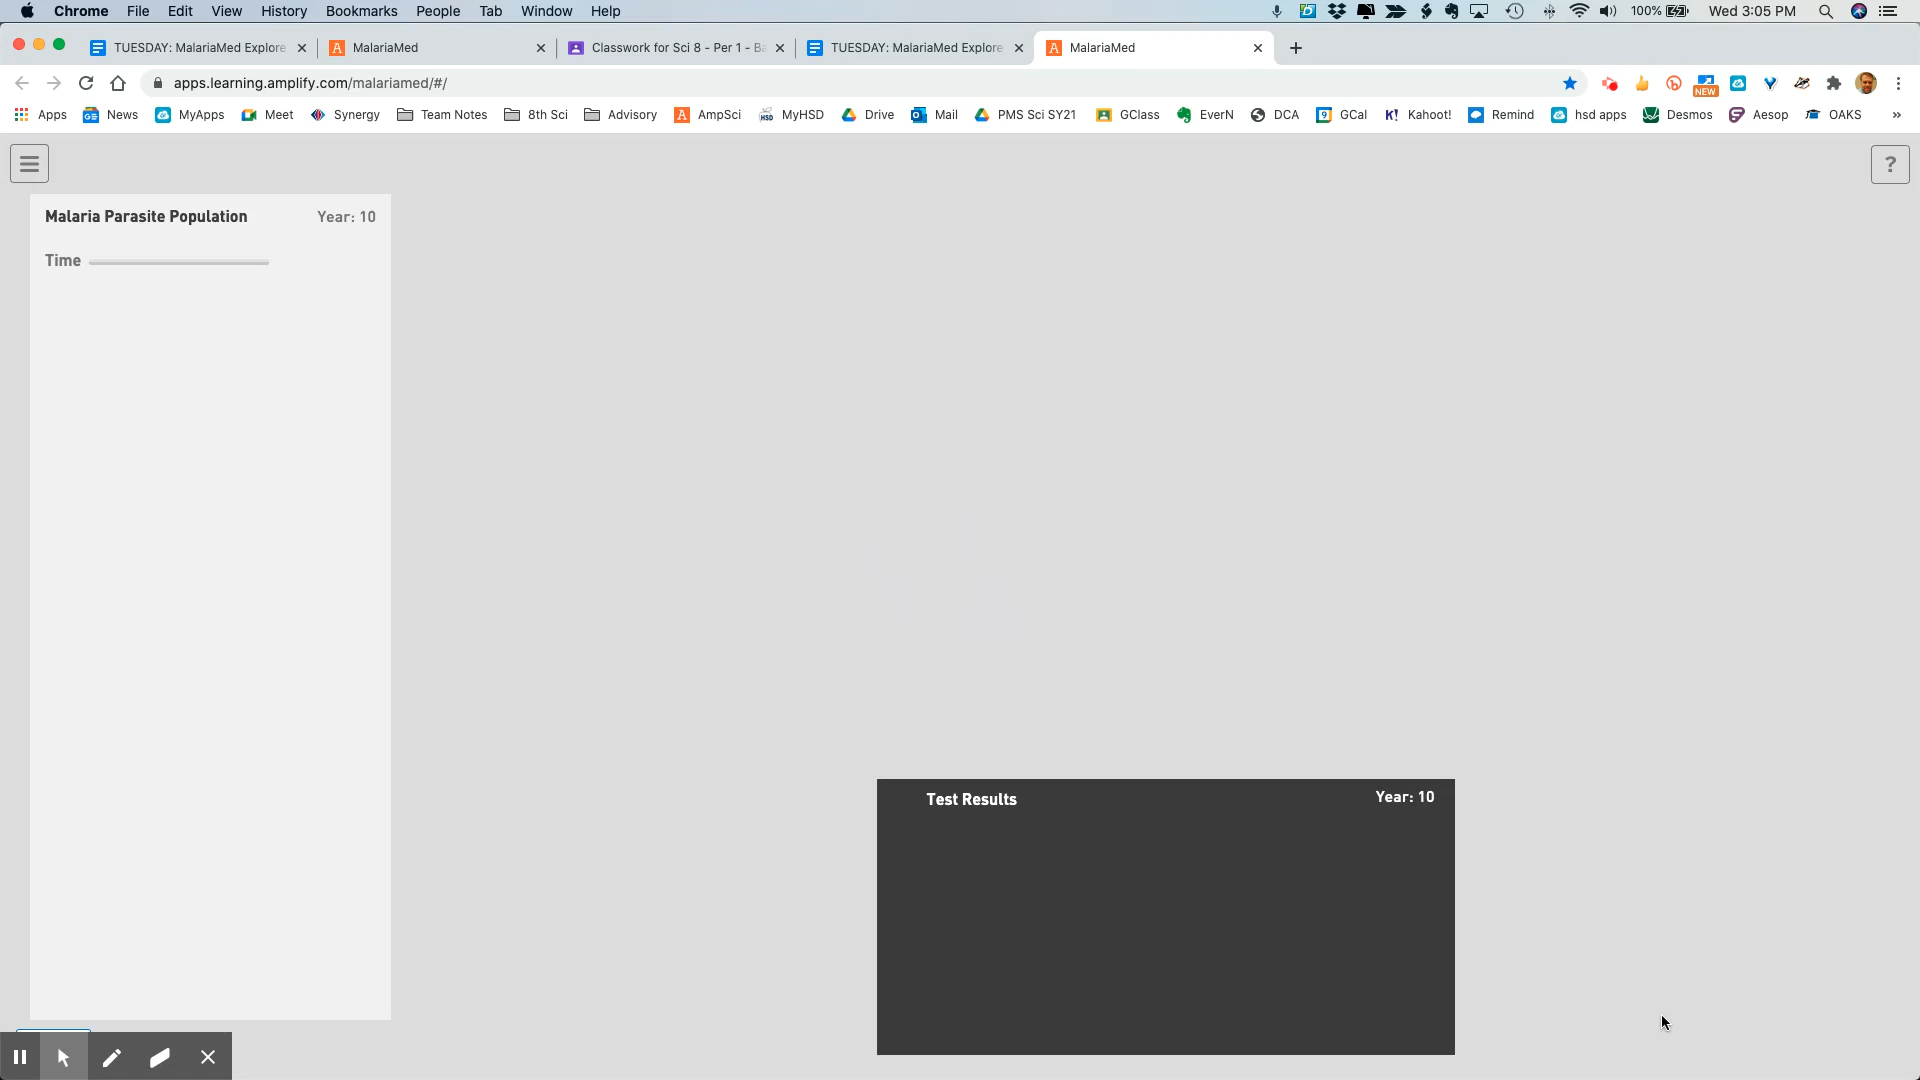 Chrome File Edit View History Bookmarks People Tab Window Help 100% Wed 3:05 PM
TUESDAY: MalariaMed Explore MalariaMed Classwork for Sci 8 - Per 1 - Ba TUESDAY: MalariaMed Explore MalariaMed
apps.learning.amplify.com/malariamed/#/ NEW
Apps News MyApps Meet Synergy Team Notes 8th Sci Advisory AmpSci MyHSD Drive Mail PMS Sci SY21 GClass EverN DCA GCal Kahoot! Remind hsd apps Desmos Aesop OAKS »
?
Malaria Parasite Population Year: 10
Time
Test Results Year: 10